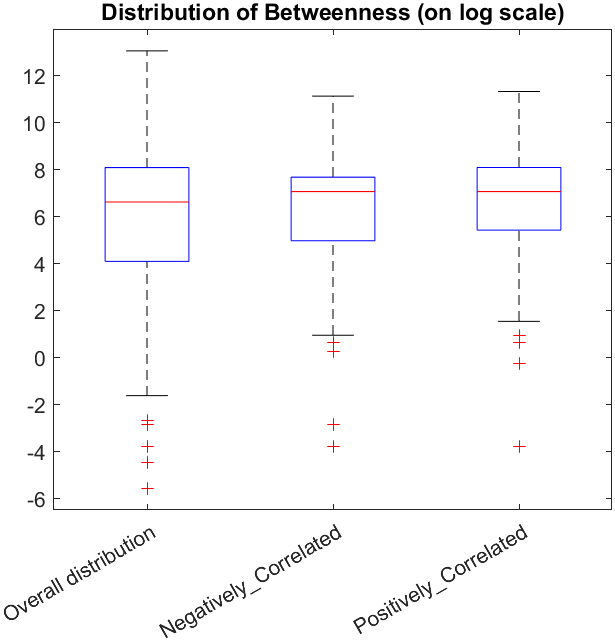 Distribution of Betweenness (on log scale)
12
10
8
6
4
2
0
-2
-4
-6
Overall distribution
Negatively_Correlated
Positively_Correlated